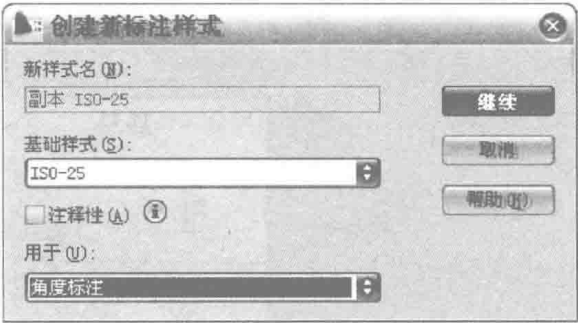 创建新标注样式
新样式名(N):
副本 ISO-25
继续
基础样式(S):
取消
ISO-25
帮助(H)
注释性(A)
用于(U):
角度标注